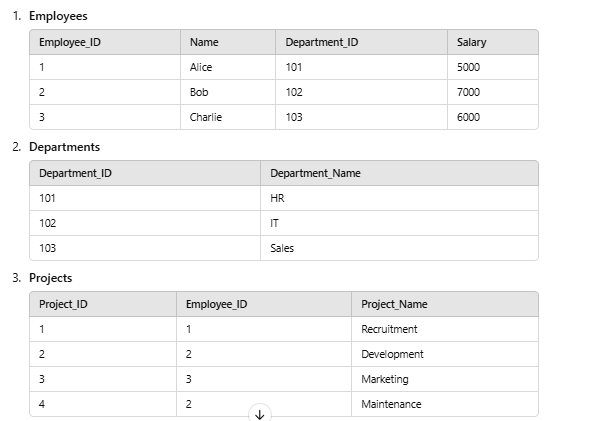 1. Employees
Employee_ID Name Department_ID Salary
1 Alice 101 5000
2 Bob 102 7000
3 Charlie 103 6000
2. Departments
Department_ID Department_Name
101 HR
102 IT
103 Sales
3. Projects
Project_ID Employee_ID Project_Name
1 1 Recruitment
2 2 Development
3 3 Marketing
4 2 Maintenance